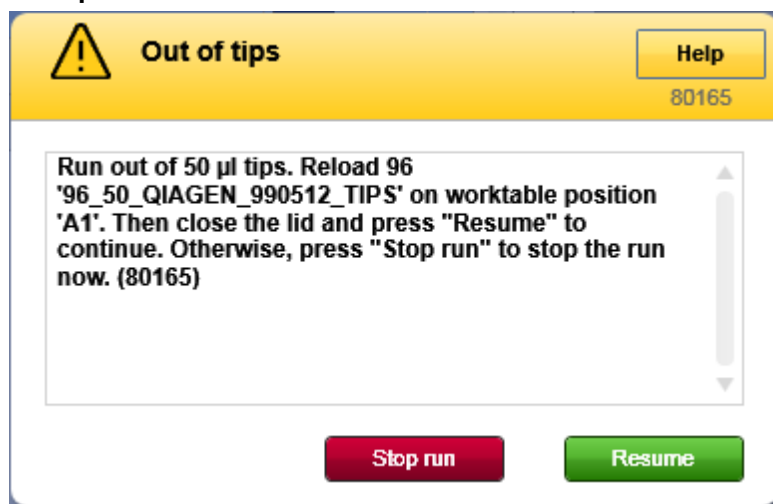 Out of tips
Help
80165
Run out of 50 µl tips. Reload 96
'96_50_QIAGEN_990512_TIPS' on worktable position
'A1'. Then close the lid and press "Resume" to
continue. Otherwise, press "Stop run" to stop the run
now. (80165)
Stop run
Resume